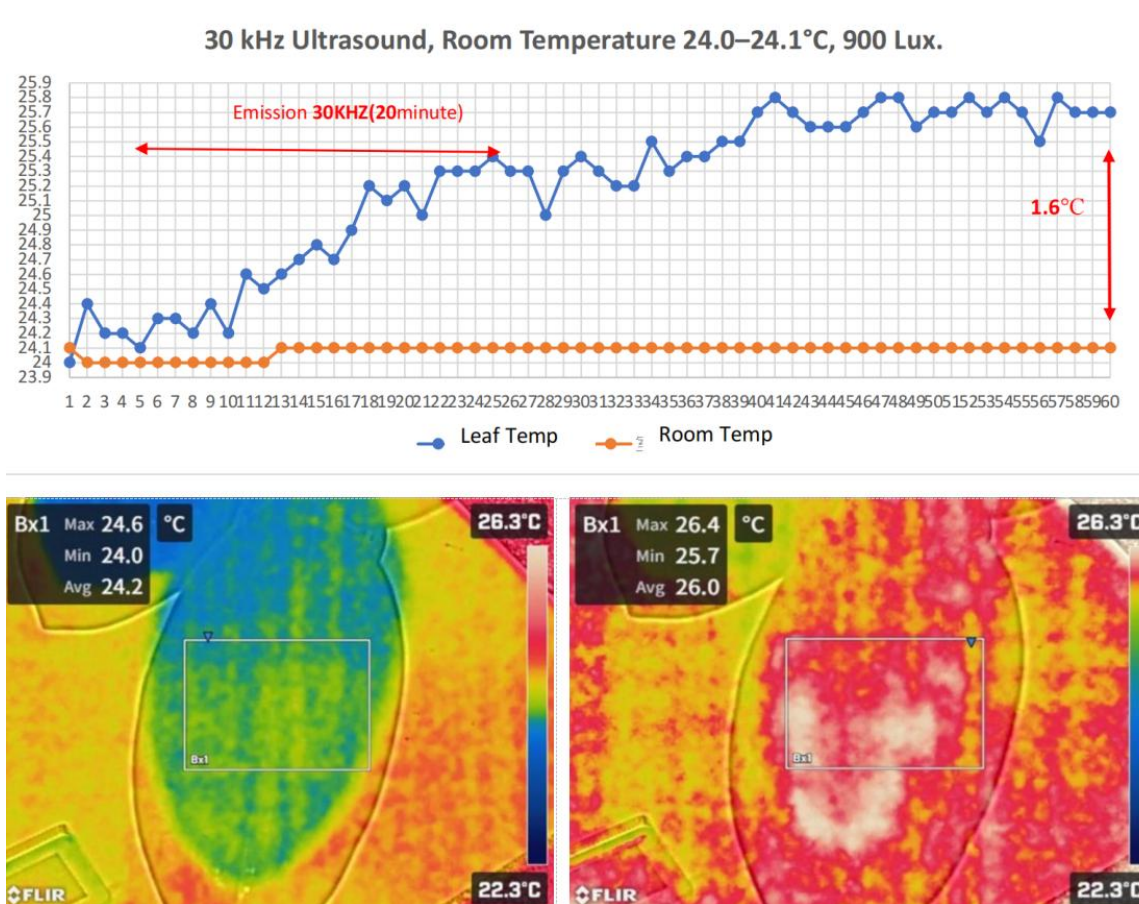 30 kHz Ultrasound, Room Temperature 24.0–24.1°C, 900 Lux.
25.9
25.8
25.7
25.6
25.5
25.4
25.3
25.2
25.1
25
24.9
24.8
24.7
24.6
24.5
24.4
24.3
24.2
24.1
24
23.9
Emission 30KHZ(20minute)
1.6°C
1 2 3 4 5 6 7 8 9 10 11 12 13 14 15 16 17 18 19 20 21 22 23 24 25 26 27 28 29 30 31 32 33 34 35 36 37 38 39 40 41 42 43 44 45 46 47 48 49 50 51 52 53 54 55 56 57 58 59 60
Leaf Temp Room Temp
Bx1 Max 24.6 °C
Min 24.0
Avg 24.2
26.3°C
Bx1
22.3°C
FLIR
Bx1 Max 26.4 °C
Min 25.7
Avg 26.0
26.3°C
Bx1
22.3°C
FLIR